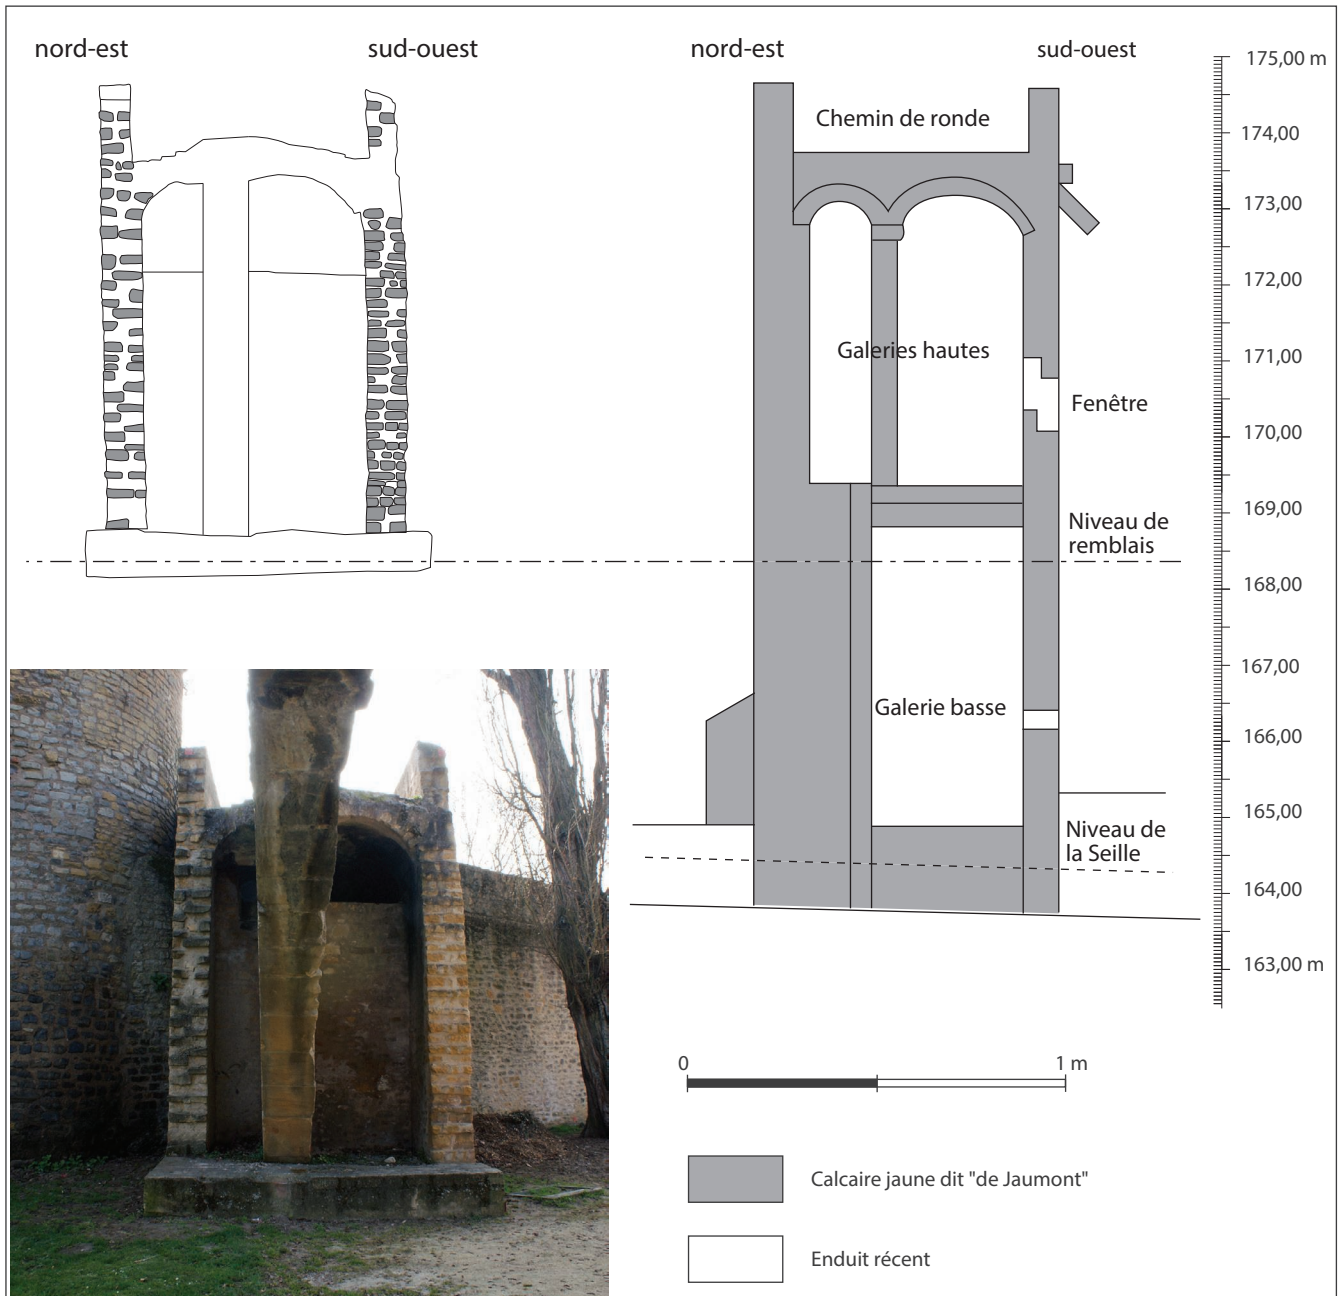 nord-est
sud-ouest
nord-est
sud-ouest
175,00 m
Chemin de ronde
174,00
173,00
172,00
171,00
Galeries hautes
Fenêtre
170,00
169,00
Niveau de
remblais
168,00
167,00
Galerie basse
166,00
165,00
Niveau de
la Seille
164,00
163,00 m
0
1 m
Calcaire jaune dit "de Jaumont"
Enduit récent